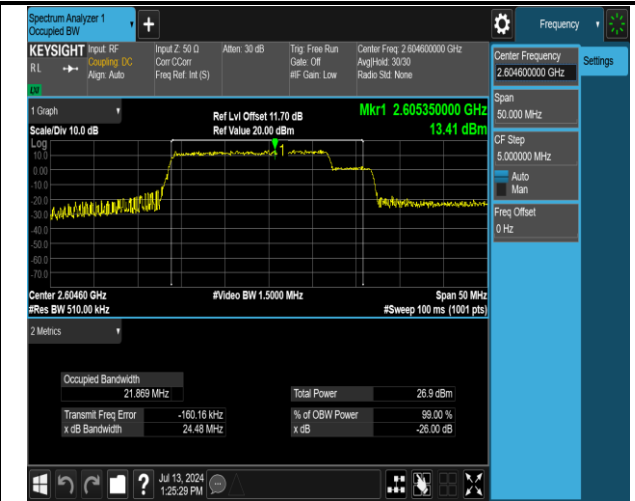 Spectrum Analyzer 1
Occupied BW
Frequency
KEYSIGHT
RL
Input: RF
Coupling: DC
Align: Auto
Input Z: 50 Ω
Corr CCorr
Freq Ref: Int (S)
Atten: 30 dB
Trig: Free Run
Gate: Off
#IF Gain: Low
Center Freq: 2.604600000 GHz
Avg|Hold: 30/30
Radio Std: None
LXI
Center Frequency
2.604600000 GHz
Settings
Span
50.000 MHz
CF Step
5.000000 MHz
Auto
Man
Freq Offset
0 Hz
1 Graph
Ref Lvl Offset 11.70 dB
Mkr1 2.605350000 GHz
Scale/Div 10.0 dB
Ref Value 20.00 dBm
13.41 dBm
Log
1
10.0
0.00
-10.0
-20.0
-30.0
-40.0
-50.0
-60.0
-70.0
Center 2.60460 GHz
#Video BW 1.5000 MHz
Span 50 MHz
#Res BW 510.00 kHz
#Sweep 100 ms (1001 pts)
2 Metrics
Occupied Bandwidth
21.869 MHz
Total Power 26.9 dBm
Transmit Freq Error -160.16 kHz
% of OBW Power 99.00 %
x dB Bandwidth 24.48 MHz
x dB -26.00 dB
?
Jul 13, 2024
1:25:29 PM